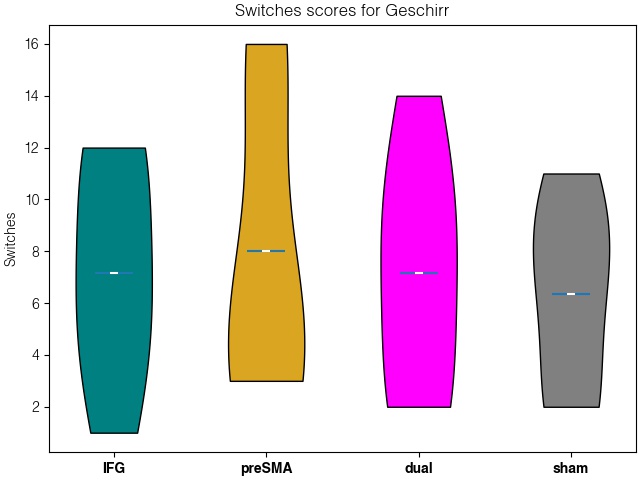 Switches scores for Geschirr
Switches
16
14
12
10
8
6
4
2
IFG
preSMA
dual
sham